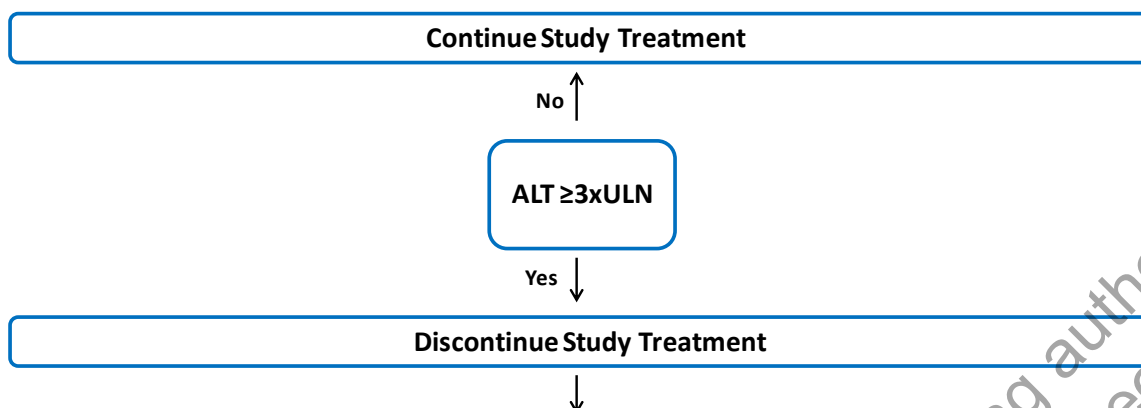 Continue Study Treatment
No
ALT ≥3xULN
Yes
Discontinue Study Treatment